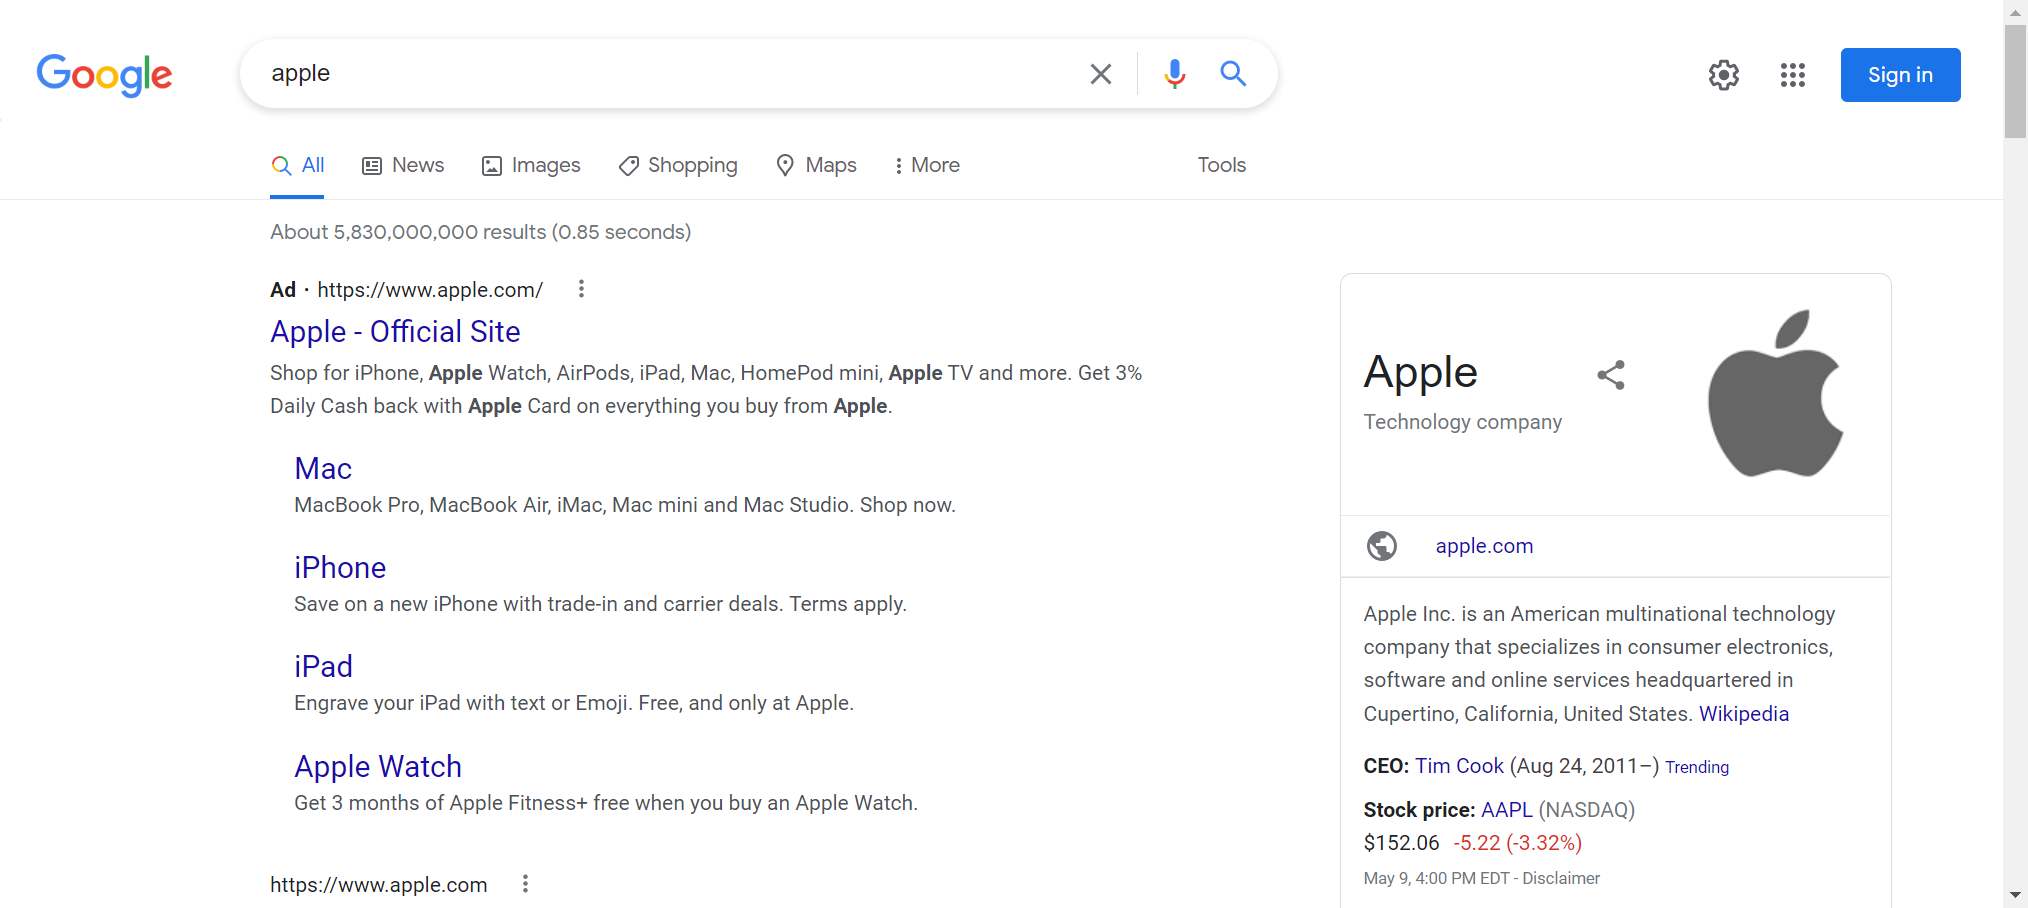 Google
apple
Sign in
All News Images Shopping Maps More Tools
About 5,830,000,000 results (0.85 seconds)
Ad · https://www.apple.com/
Apple - Official Site
Shop for iPhone, Apple Watch, AirPods, iPad, Mac, HomePod mini, Apple TV and more. Get 3%
Daily Cash back with Apple Card on everything you buy from Apple.
Mac
MacBook Pro, MacBook Air, iMac, Mac mini and Mac Studio. Shop now.
iPhone
Save on a new iPhone with trade-in and carrier deals. Terms apply.
iPad
Engrave your iPad with text or Emoji. Free, and only at Apple.
Apple Watch
Get 3 months of Apple Fitness+ free when you buy an Apple Watch.
https://www.apple.com
Apple
Technology company
apple.com
Apple Inc. is an American multinational technology
company that specializes in consumer electronics,
software and online services headquartered in
Cupertino, California, United States. Wikipedia
CEO: Tim Cook (Aug 24, 2011–) Trending
Stock price: AAPL (NASDAQ)
$152.06 -5.22 (-3.32%)
May 9, 4:00 PM EDT - Disclaimer